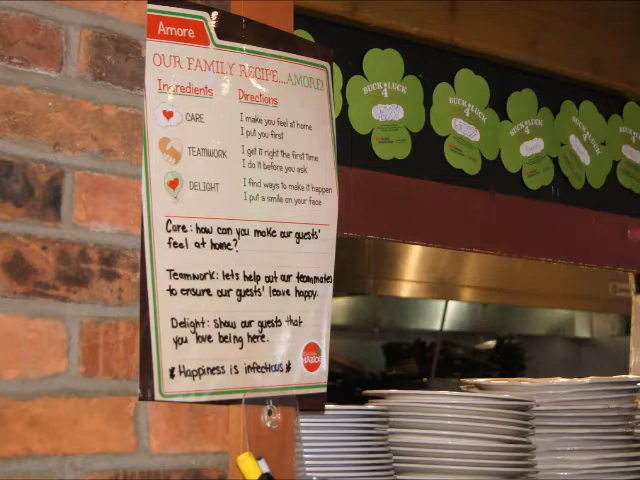 Amore
OUR FAMILY RECIPE...AMORE!
Ingredients
Directions
CARE
I make you feel at home
I put you first
TEAMWORK
I get it right the first time
I do it before you ask
DELIGHT
I find ways to make it happen
I put a smile on your face
Care: how can you make our guests'
feel at home?
Teamwork: lets help out our teammates
to ensure our guests' leave happy.
Delight: show our guests that
you love being here.
* Happiness is infectious *
BUCK LUCK
4
BUCK LUCK
4
BUCK LUCK
4
BUCK LUCK
4